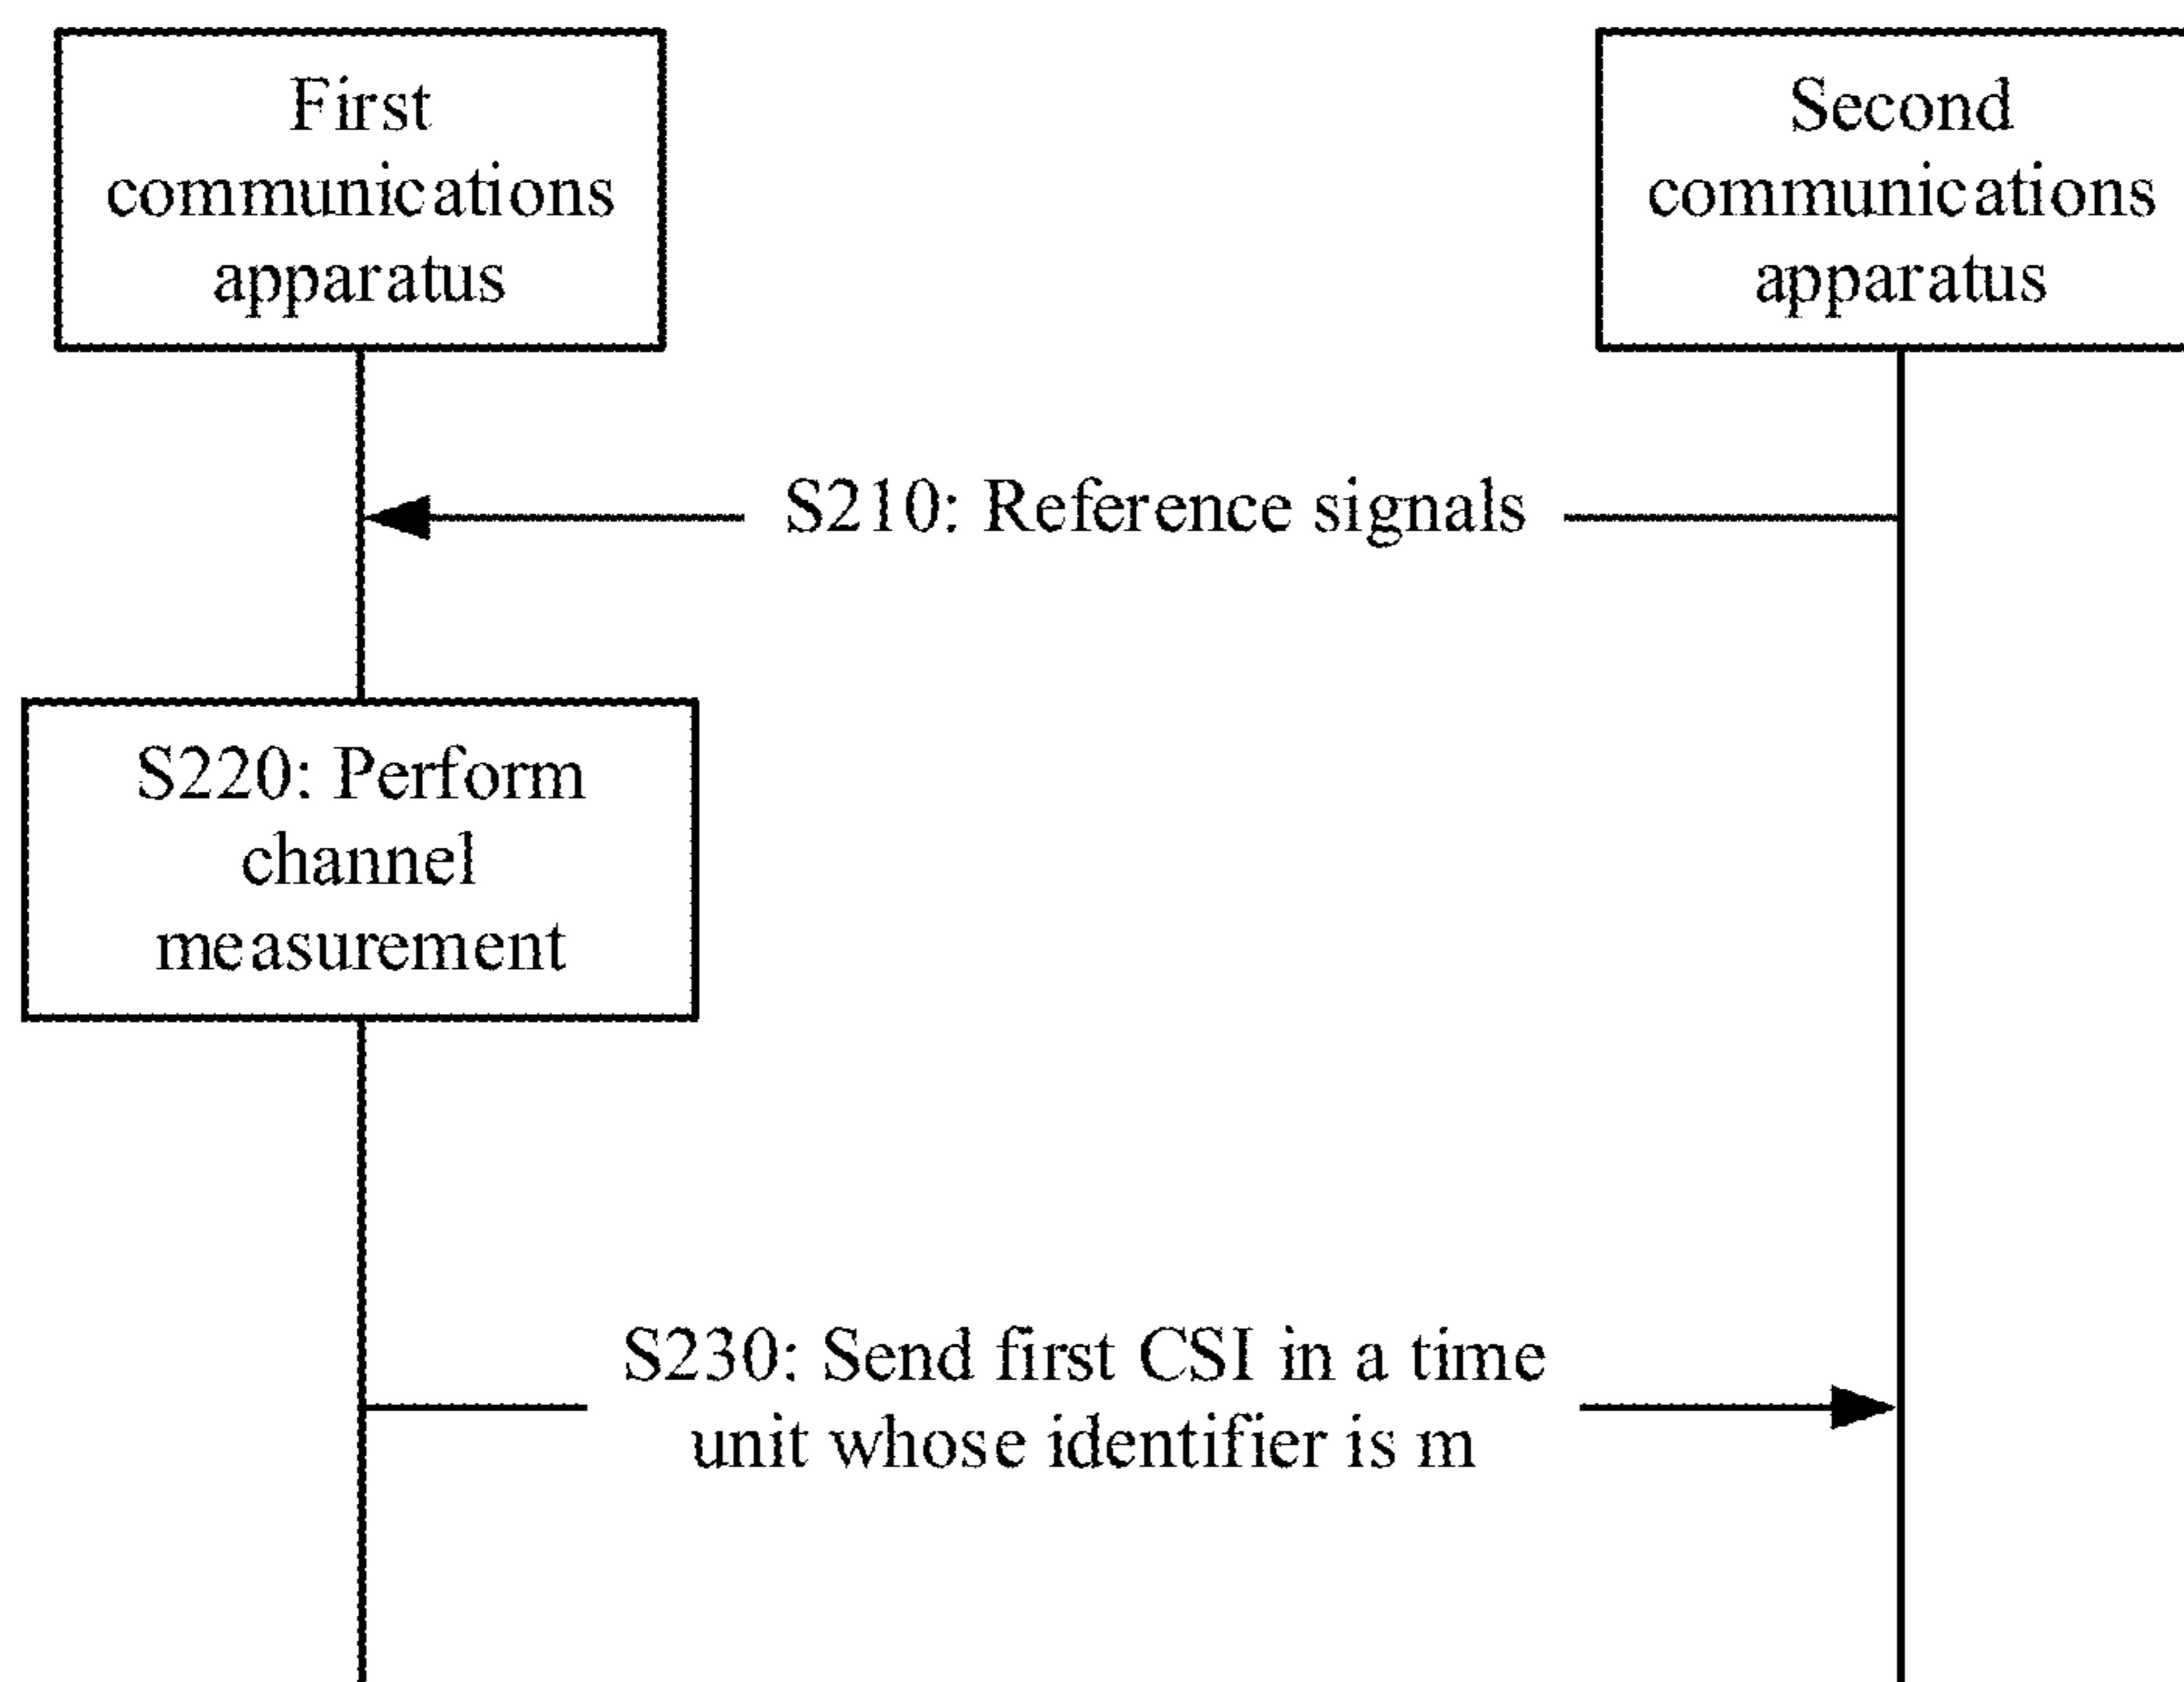 First
communications
apparatus
Second
communications
apparatus
S210: Reference signals
S220: Perform
channel
measurement
S230: Send first CSI in a time
unit whose identifier is m